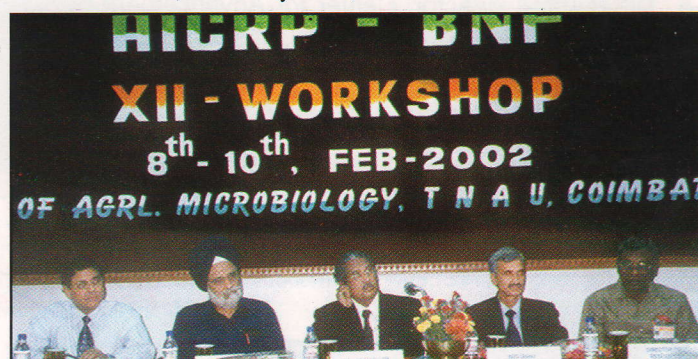 AICRP - BNF
XII - WORKSHOP
8th - 10th, FEB-2002
OF AGRL. MICROBIOLOGY, T N A U, COIMBAT